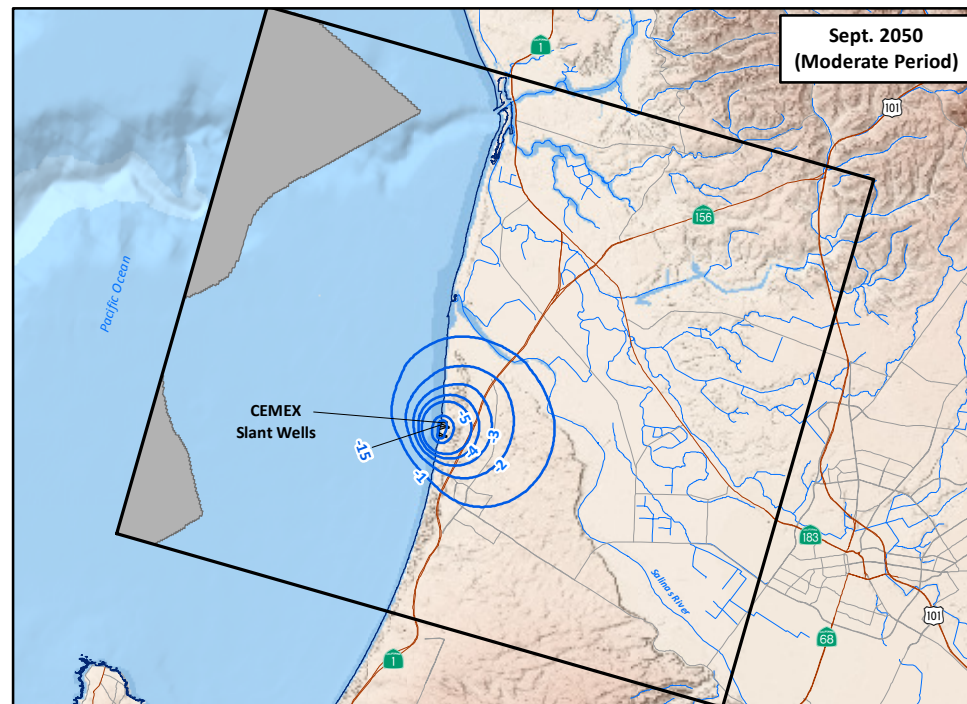 Sept. 2050
(Moderate Period)
1
101
156
Pacific Ocean
CEMEX
Slant Wells
-15
-5
-4
-3
-2
-1
183
Salinas River
101
68
1